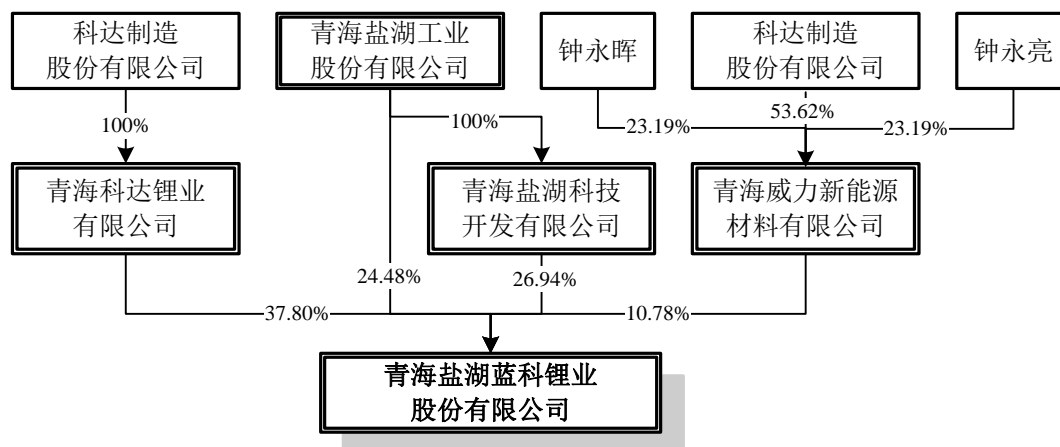 科达制造
股份有限公司
青海盐湖工业
股份有限公司
钟永晖
科达制造
股份有限公司
钟永亮
100%
100%
23.19%
53.62%
23.19%
青海科达锂业
有限公司
青海盐湖科技
开发有限公司
青海威力新能源
材料有限公司
24.48%
26.94%
37.80%
10.78%
青海盐湖蓝科锂业
股份有限公司